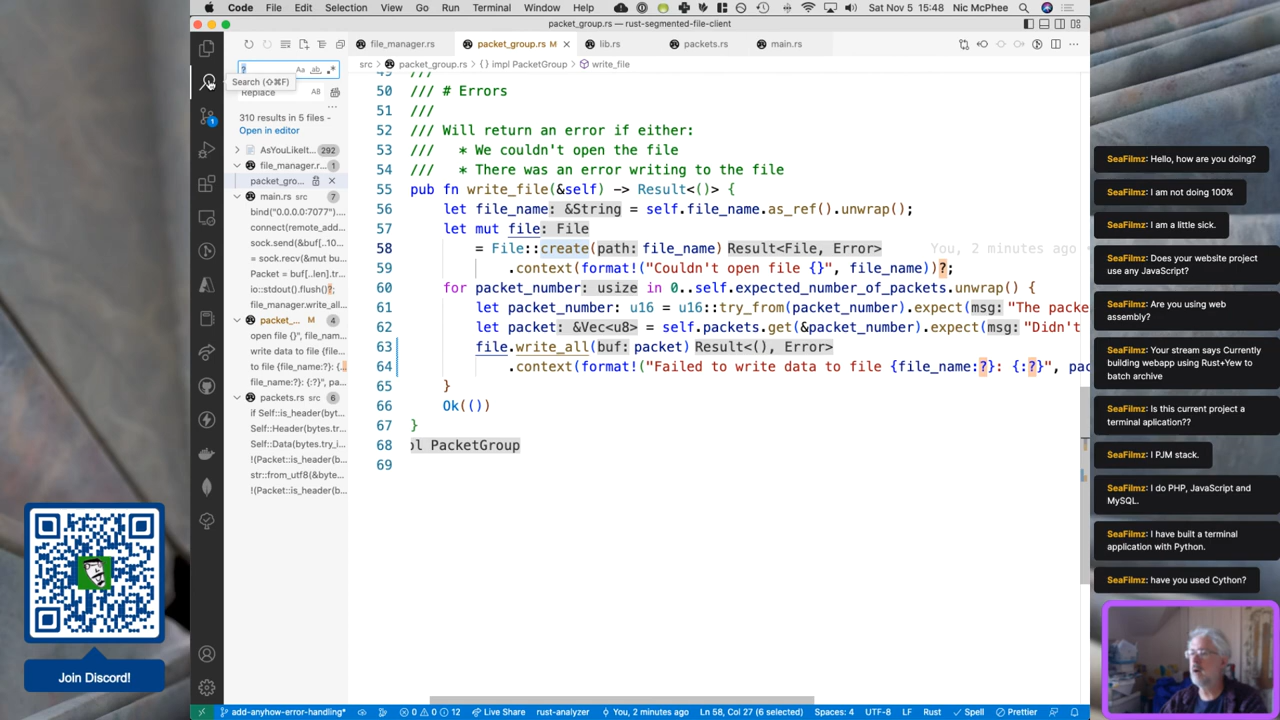 Code File Edit Selection View Go Run Terminal Window Help Sat Nov 5 15:48 Nic McPhee
packet_group.rs — rust-segmented-file-client
file_manager.rs packet_group.rs M lib.rs packets.rs main.rs
src > packet_group.rs > {} impl PacketGroup > write_file
?
Search (⇧⌘F)
Replace
310 results in 5 files -
Open in editor
AsYouLikeIt... 292
file_manager.r... 1
packet_gro...
main.rs src 7
bind("0.0.0.0:7077")...
connect(remote_add...
sock.send(&buf[..10...
= sock.recv(&mut bu...
Packet = buf[..len].tr...
io::stdout().flush()?;
file_manager.write_all...
packet_... M 4
open file {}", file_nam...
write data to file {file...
to file {file_name:?}: {...
file_name:?}: {:?}", pa...
packets.rs src 6
if Self::is_header(byt...
Self::Header(bytes.tr...
Self::Data(bytes.try_i...
!(Packet::is_header(b...
str::from_utf8(&byte...
!(Packet::is_header(b...
49 ///
50 /// # Errors
51 ///
52 /// Will return an error if either:
53 /// * We couldn't open the file
54 /// * There was an error writing to the file
55 pub fn write_file(&self) -> Result<()> {
56 let file_name: &String = self.file_name.as_ref().unwrap();
57 let mut file: File
58 = File::create(path: file_name) Result<File, Error> You, 2 minutes ago
59 .context(format!("Couldn't open file {}", file_name))?;
60 for packet_number: usize in 0..self.expected_number_of_packets.unwrap() {
61 let packet_number: u16 = u16::try_from(packet_number).expect(msg: "The packe
62 let packet: &Vec<u8> = self.packets.get(&packet_number).expect(msg: "Didn't
63 file.write_all(buf: packet) Result<(), Error>
64 .context(format!("Failed to write data to file {file_name:?}: {:?}", pac
65 }
66 Ok(())
67 }
68 pl PacketGroup
69
add-anyhow-error-handling* 0 0 12 Live Share rust-analyzer You, 2 minutes ago Ln 58, Col 27 (6 selected) Spaces: 4 UTF-8 LF Rust Spell Prettier
Join Discord!
SeaFilmz: Hello, how are you doing?
SeaFilmz: I am not doing 100%
SeaFilmz: I am a little sick.
SeaFilmz: Does your website project
use any JavaScript?
SeaFilmz: Are you using web
assembly?
SeaFilmz: Your stream says Currently
building webapp using Rust+Yew to
batch archive
SeaFilmz: Is this current project a
terminal aplication??
SeaFilmz: I PJM stack.
SeaFilmz: I do PHP, JavaScript and
MySQL.
SeaFilmz: I have built a terminal
application with Python.
SeaFilmz: have you used Cython?